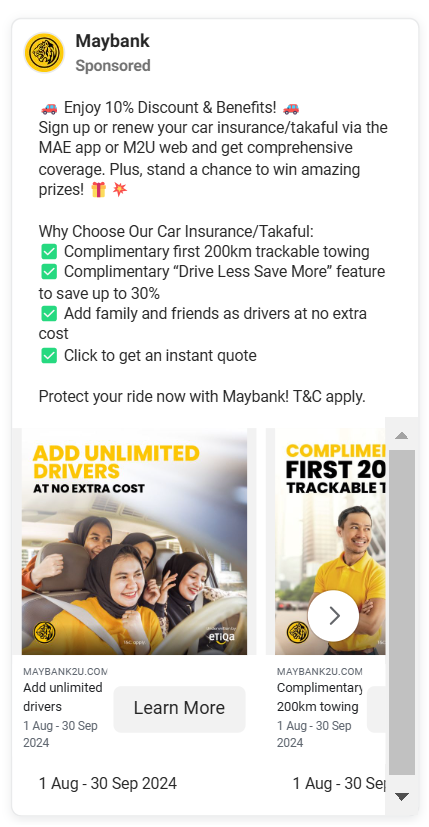 Maybank
Sponsored
🚗 Enjoy 10% Discount & Benefits! 🚗
Sign up or renew your car insurance/takaful via the
MAE app or M2U web and get comprehensive
coverage. Plus, stand a chance to win amazing
prizes! 🎁 💥
Why Choose Our Car Insurance/Takaful:
✅ Complimentary first 200km trackable towing
✅ Complimentary “Drive Less Save More” feature
to save up to 30%
✅ Add family and friends as drivers at no extra
cost
✅ Click to get an instant quote
Protect your ride now with Maybank! T&C apply.
ADD UNLIMITED
DRIVERS
AT NO EXTRA COST
T&C APPLY
etiqa
MAYBANK2U.COM
Add unlimited
drivers
1 Aug - 30 Sep
2024
Learn More
1 Aug - 30 Sep 2024
COMPLIMEN
FIRST 20
TRACKABLE T
T&C
MAYBANK2U.COM
Complimentary
200km towing
1 Aug - 30 Sep
2024
1 Aug - 30 Sep